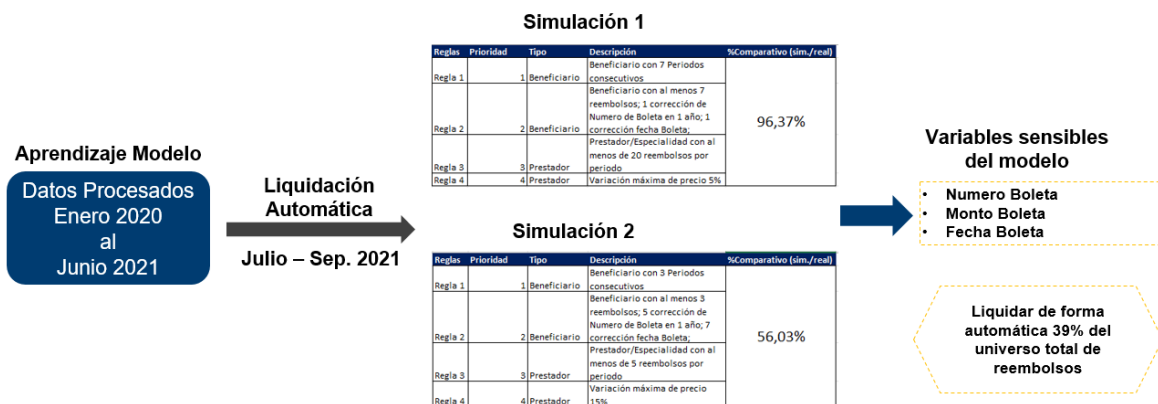 Simulación 1
Reglas Prioridad Tipo Descripción %Comparativo (sim./real)
Regla 1 1 Beneficiario Beneficiario con 7 Periodos
consecutivos
Regla 2 2 Beneficiario Beneficiario con al menos 7
reembolsos; 1 corrección de
Numero de Boleta en 1 año; 1
corrección fecha Boleta;
Regla 3 3 Prestador Prestador/Especialidad con al
menos de 20 reembolsos por
periodo
Regla 4 4 Prestador Variación máxima de precio 5%
96,37%
Aprendizaje Modelo
Datos Procesados
Enero 2020
al
Junio 2021
Liquidación
Automática
Julio – Sep. 2021
Simulación 2
Reglas Prioridad Tipo Descripción %Comparativo (sim./real)
Regla 1 1 Beneficiario Beneficiario con 3 Periodos
consecutivos
Regla 2 2 Beneficiario Beneficiario con al menos 3
reembolsos; 5 corrección de
Numero de Boleta en 1 año; 7
corrección fecha Boleta;
Regla 3 3 Prestador Prestador/Especialidad con al
menos de 5 reembolsos por
periodo
Regla 4 4 Prestador Variación máxima de precio
15%
56,03%
Variables sensibles
del modelo
• Numero Boleta
• Monto Boleta
• Fecha Boleta
Liquidar de forma
automática 39% del
universo total de
reembolsos